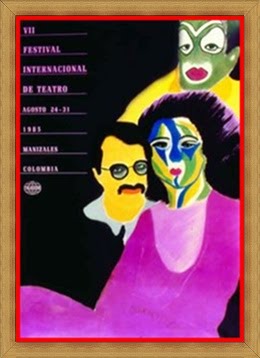 VII
FESTIVAL
INTERNACIONAL
DE TEATRO
AGOSTO 24-31
1985
MANIZALES
COLOMBIA